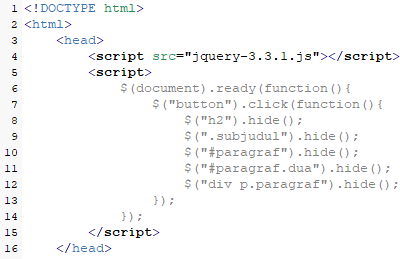 1 <!DOCTYPE html>
2 <html>
3 <head>
4 <script src="jquery-3.3.1.js"></script>
5 <script>
6 $(document).ready(function(){
7 $("button").click(function(){
8 $("h2").hide();
9 $(".subjudul").hide();
10 $("#paragraf").hide();
11 $("#paragraf.dua").hide();
12 $("div p.paragraf").hide();
13 });
14 });
15 </script>
16 </head>